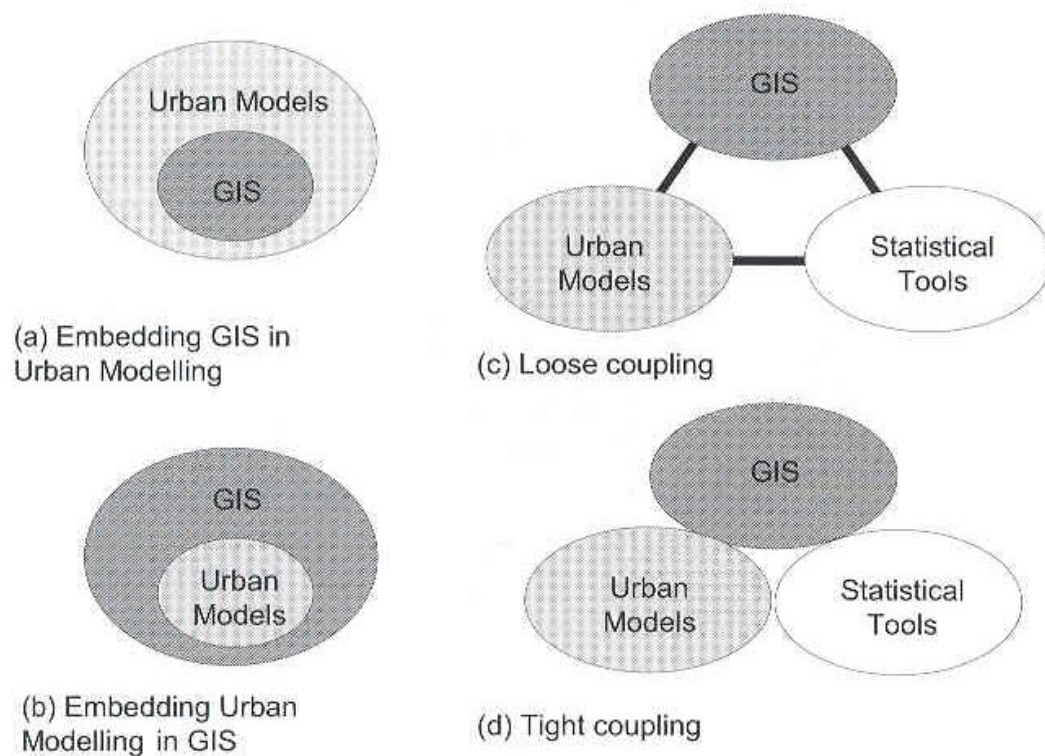 Urban Models
GIS
(a) Embedding GIS in
Urban Modelling
GIS
Urban
Models
Statistical
Tools
(c) Loose coupling
GIS
Urban
Models
(b) Embedding Urban
Modelling in GIS
GIS
Urban
Models
Statistical
Tools
(d) Tight coupling